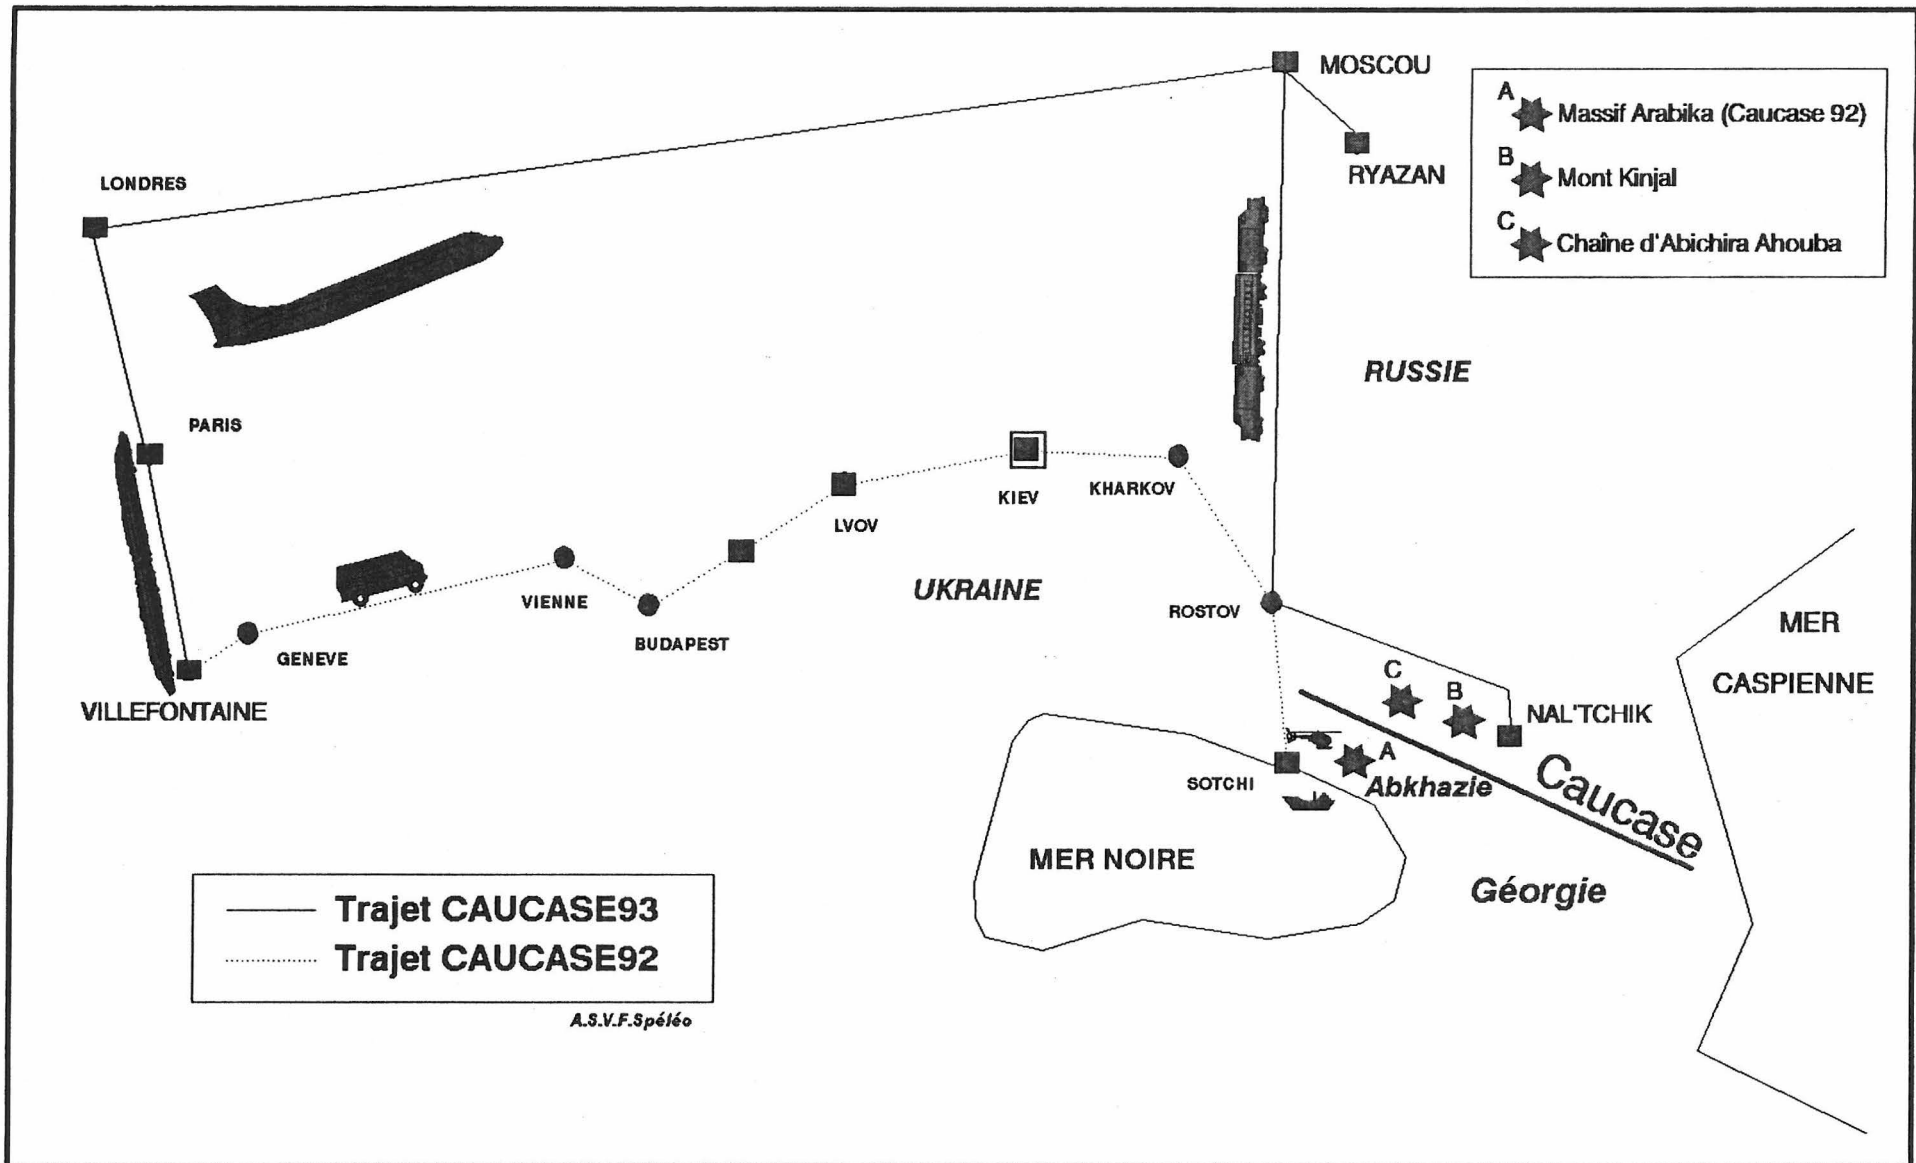 MOSCOU
A
Massif Arabika (Caucase 92)
B
Mont Kinjal
C
Chaîne d'Abichira Ahouba
RYAZAN
LONDRES
RUSSIE
PARIS
KIEV
KHARKOV
LVOV
UKRAINE
VIENNE
ROSTOV
BUDAPEST
GENEVE
VILLEFONTAINE
MER
CASPIENNE
C
B
NAL'TCHIK
A
SOTCHI
Abkhazie
Caucase
MER NOIRE
Géorgie
Trajet CAUCASE93
Trajet CAUCASE92
A.S.V.F.Spéléo